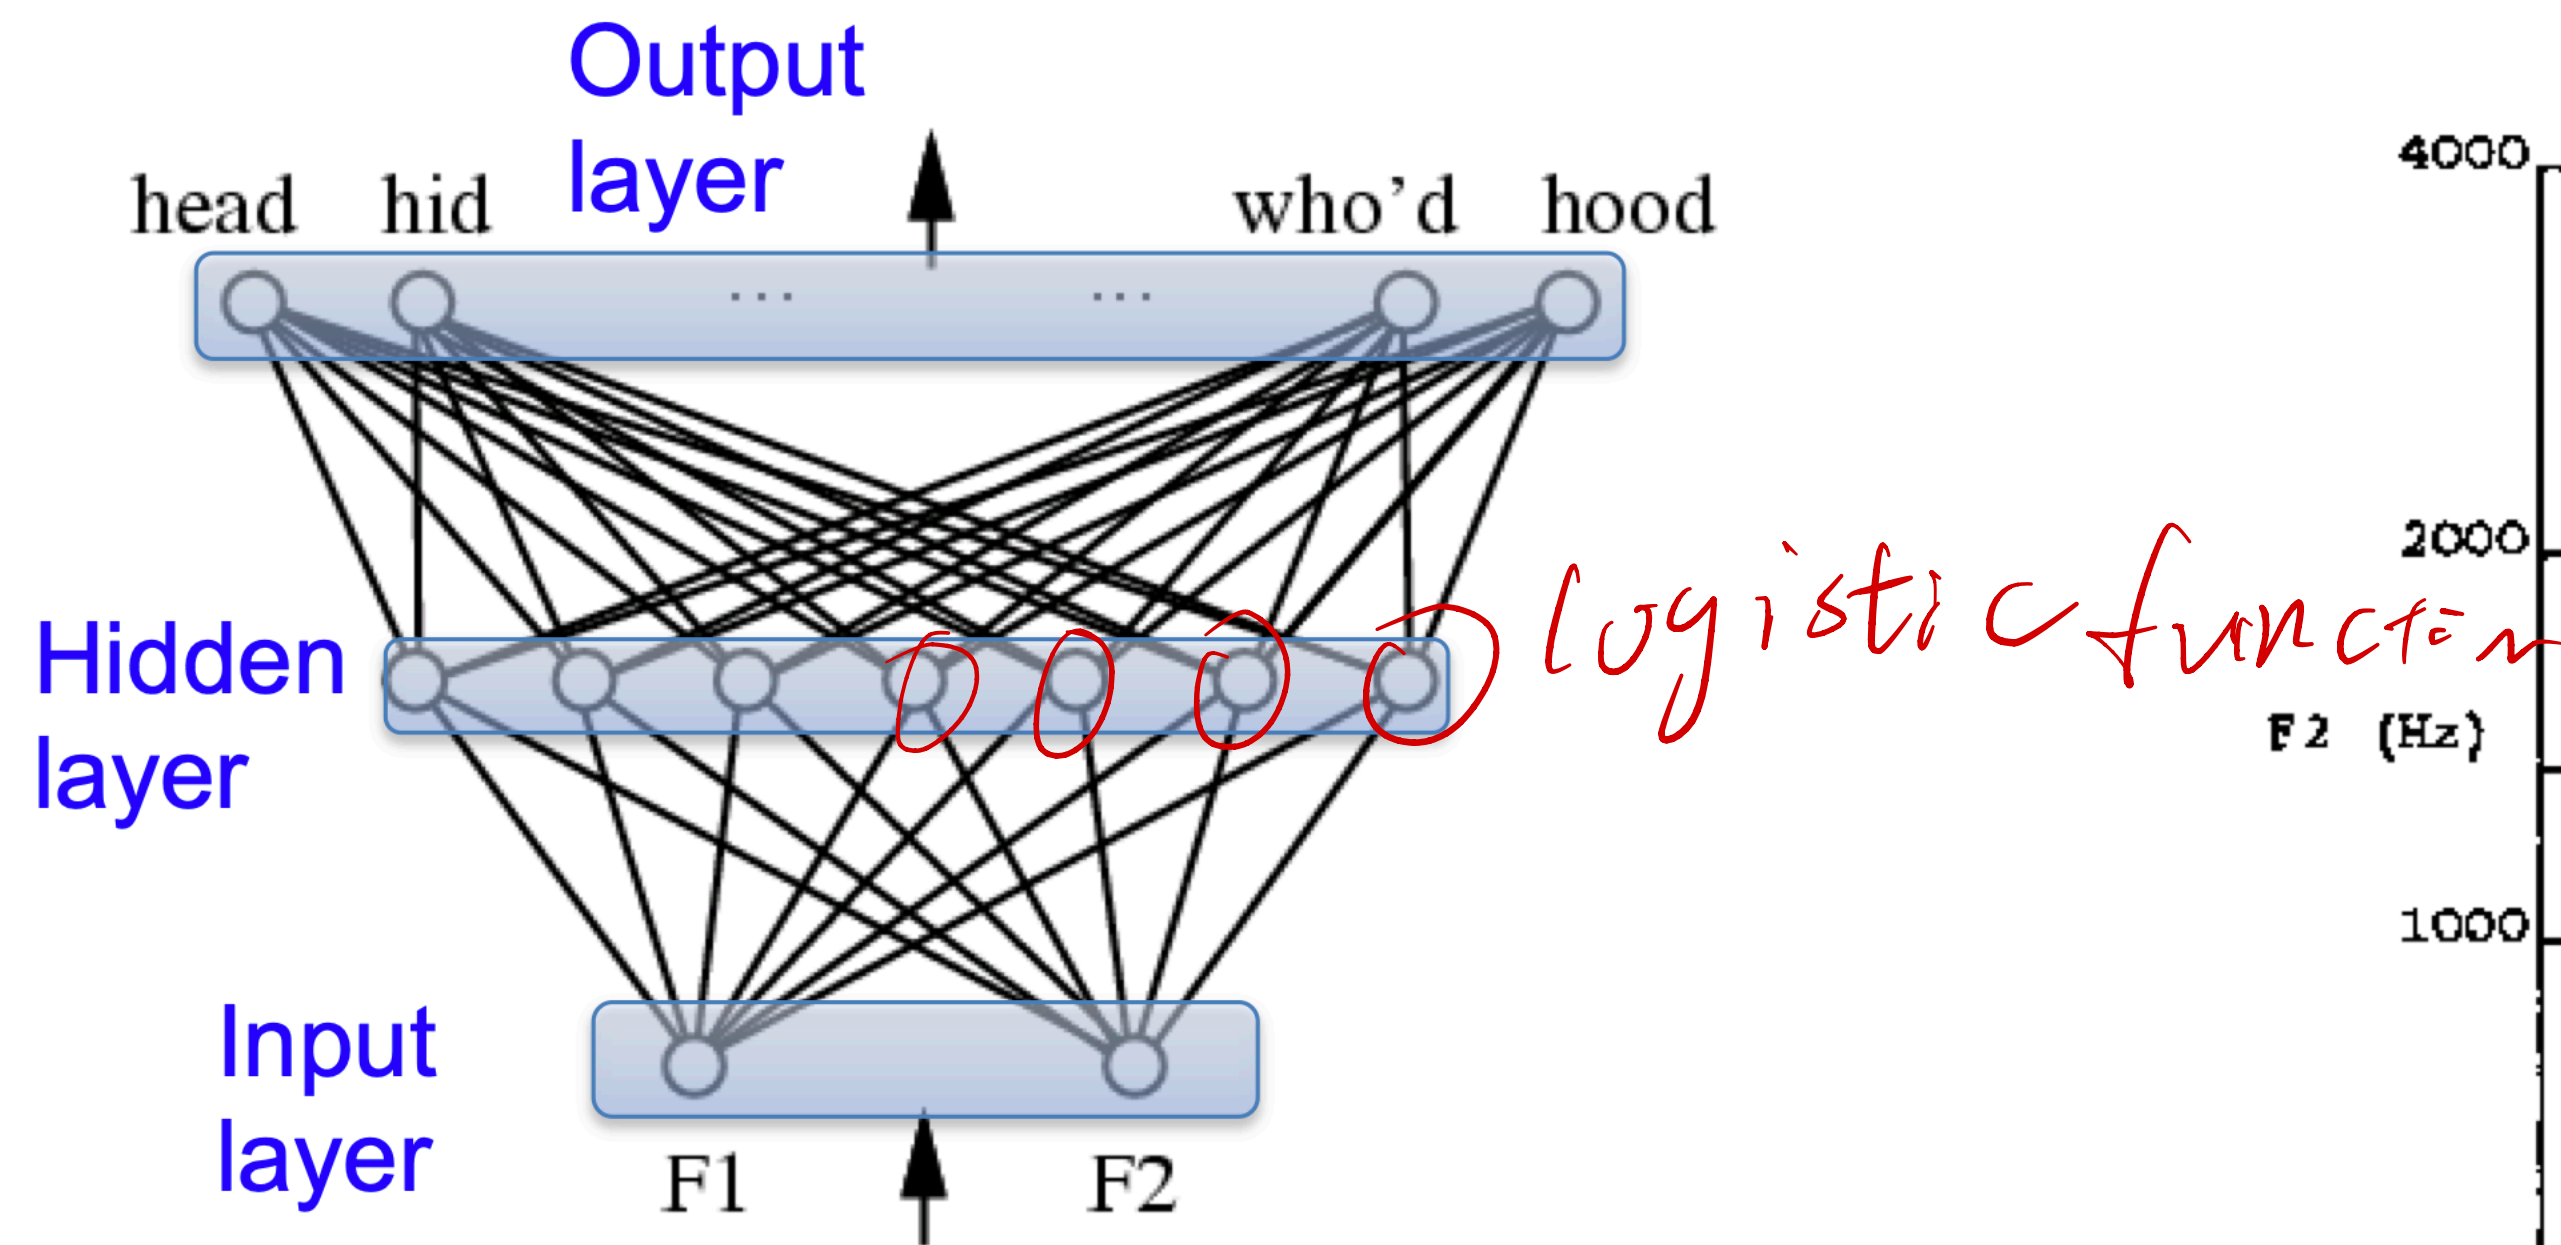 Output
layer
head hid who'd hood
... ...
4000
2000
logistic function
Hidden
layer
F2 (Hz)
1000
Input
layer
F1 F2